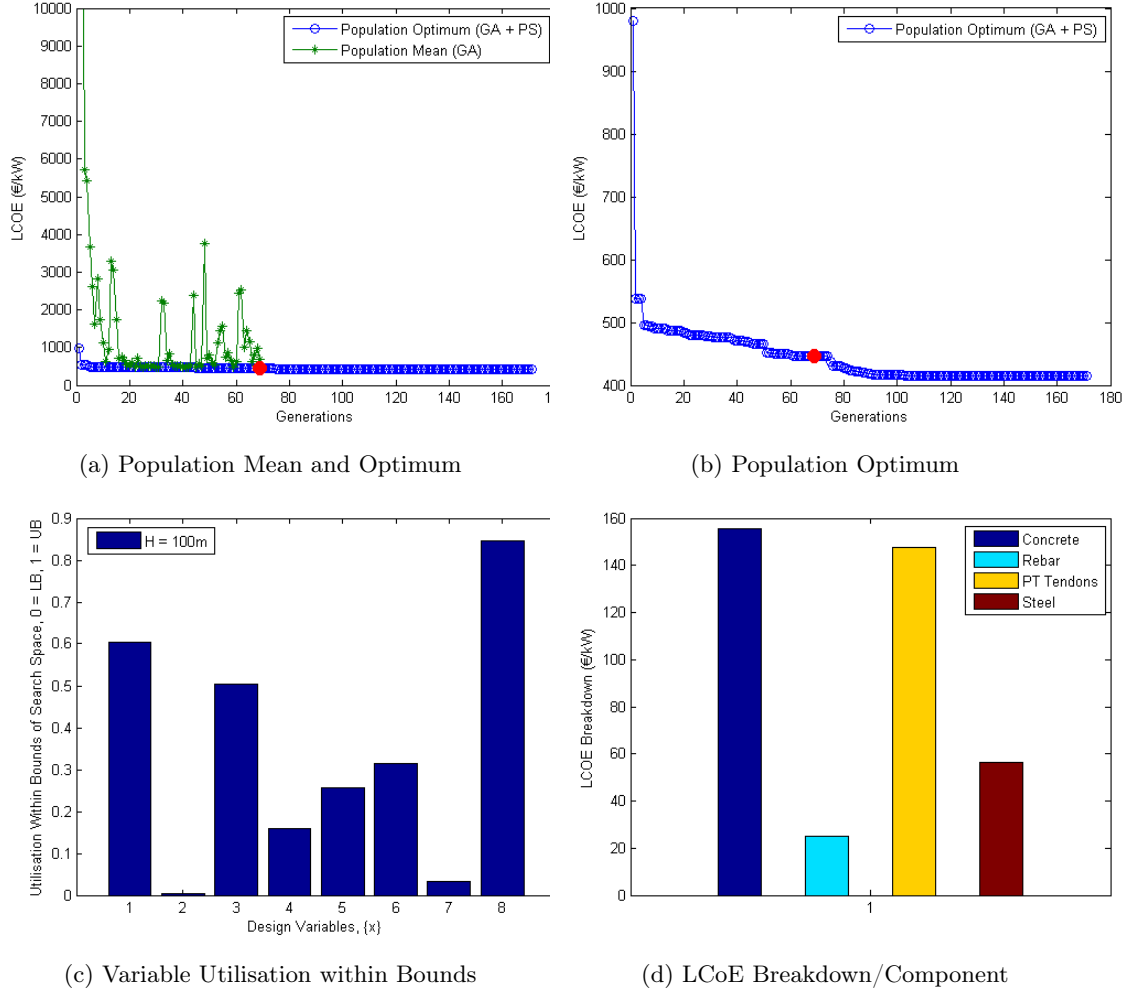 10000
9000
8000
7000
6000
5000
4000
3000
2000
1000
0
LCOE (€/kW)
Population Optimum (GA + PS)
Population Mean (GA)
0 20 40 60 80 100 120 140 160 1
Generations
(a) Population Mean and Optimum
1000
900
800
700
600
500
400
LCOE (€/kW)
Population Optimum (GA + PS)
0 20 40 60 80 100 120 140 160 180
Generations
(b) Population Optimum
0.9
0.8
0.7
0.6
0.5
0.4
0.3
0.2
0.1
0
Utilisation Within Bounds of Search Space, 0 = LB, 1 = UB
H = 100m
1 2 3 4 5 6 7 8
Design Variables, {x}
(c) Variable Utilisation within Bounds
160
140
120
100
80
60
40
20
0
LCOE Breakdown (€/kW)
Concrete
Rebar
PT Tendons
Steel
1
(d) LCoE Breakdown/Component